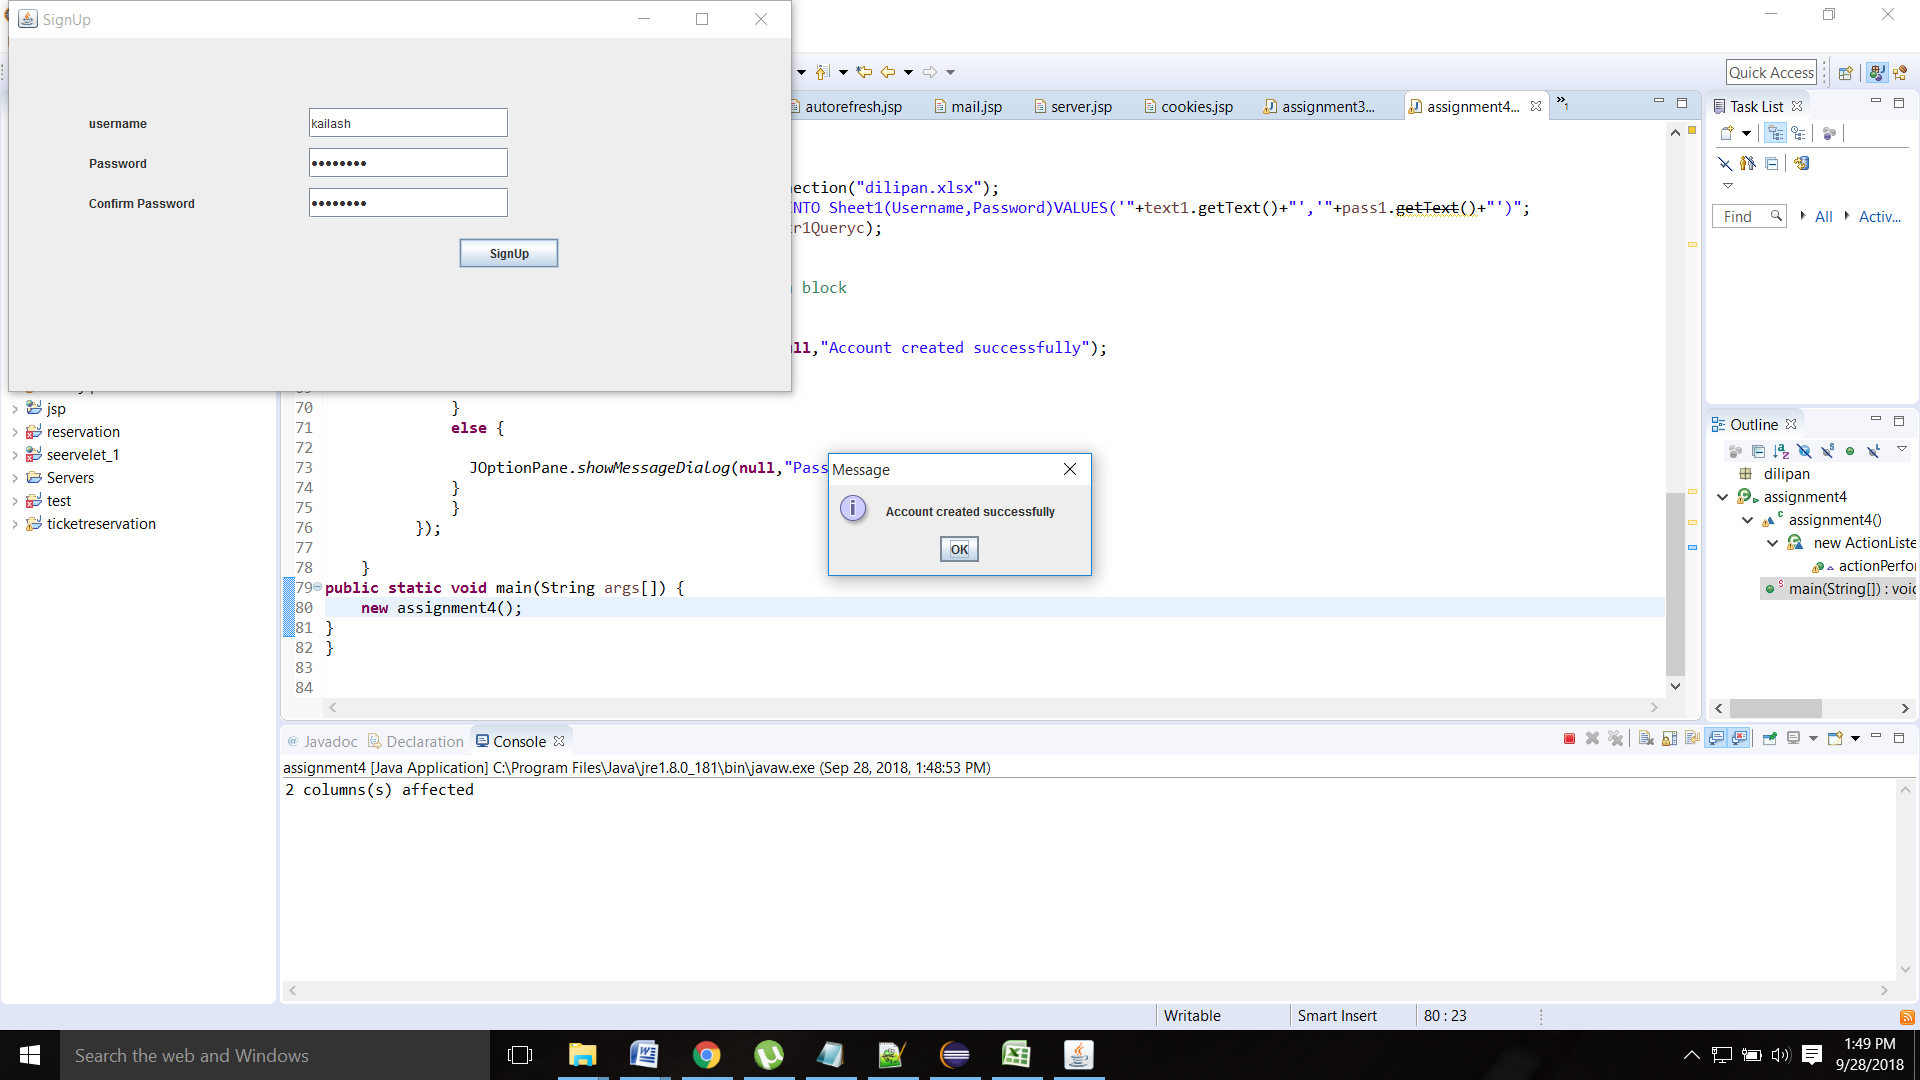 SignUp
username
kailash
Password
••••••••
Confirm Password
••••••••
SignUp
Quick Access
autorefresh.jsp
mail.jsp
server.jsp
cookies.jsp
assignment3...
assignment4...
»1
ection("dilipan.xlsx");
NTO Sheet1(Username,Password)VALUES('"+text1.getText()+"','"+pass1.getText()+"')";
r1Queryc);
block
ll,"Account created successfully");
70 }
71 else {
72
73 JOptionPane.showMessageDialog(null,"Pass
74 }
75 }
76 });
77
78 }
79 public static void main(String args[]) {
80 new assignment4();
81 }
82 }
83
84
Message
Account created successfully
OK
jsp
reservation
seervelet_1
Servers
test
ticketreservation
Task List
Find
All
Activ...
Outline
dilipan
assignment4
assignment4()
new ActionListe
actionPerfo
main(String[]) : voic
@ Javadoc
Declaration
Console
assignment4 [Java Application] C:\Program Files\Java\jre1.8.0_181\bin\javaw.exe (Sep 28, 2018, 1:48:53 PM)
2 columns(s) affected
Writable
Smart Insert
80 : 23
Search the web and Windows
1:49 PM
9/28/2018